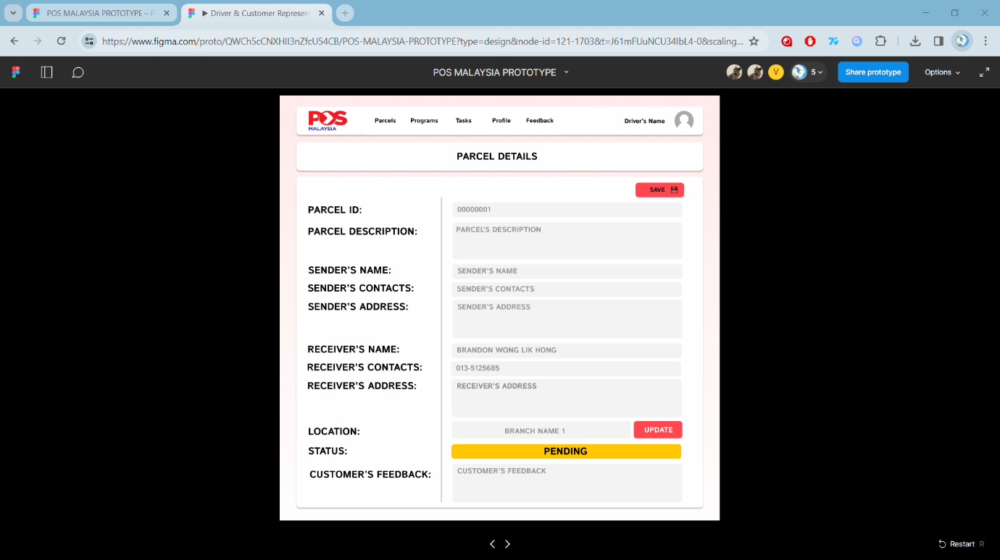 POS MALAYSIA PROTOTYPE – F
▶ Driver & Customer Represen
https://www.figma.com/proto/QWCh5cCNXHIl3nZfcU54CB/POS-MALAYSIA-PROTOTYPE?type=design&node-id=121-1703&t=J61mFUuNCU34IbL4-0&scaling...
POS MALAYSIA PROTOTYPE
V
5
Share prototype
Options
POS
MALAYSIA
Parcels
Programs
Tasks
Profile
Feedback
Driver's Name
PARCEL DETAILS
SAVE
PARCEL ID:
00000001
PARCEL DESCRIPTION:
PARCEL'S DESCRIPTION
SENDER'S NAME:
SENDER'S NAME
SENDER'S CONTACTS:
SENDER'S CONTACTS
SENDER'S ADDRESS:
SENDER'S ADDRESS
RECEIVER'S NAME:
BRANDON WONG LIK HONG
RECEIVER'S CONTACTS:
013-5125685
RECEIVER'S ADDRESS:
RECEIVER'S ADDRESS
LOCATION:
BRANCH NAME 1
UPDATE
STATUS:
PENDING
CUSTOMER'S FEEDBACK:
CUSTOMER'S FEEDBACK
Restart R